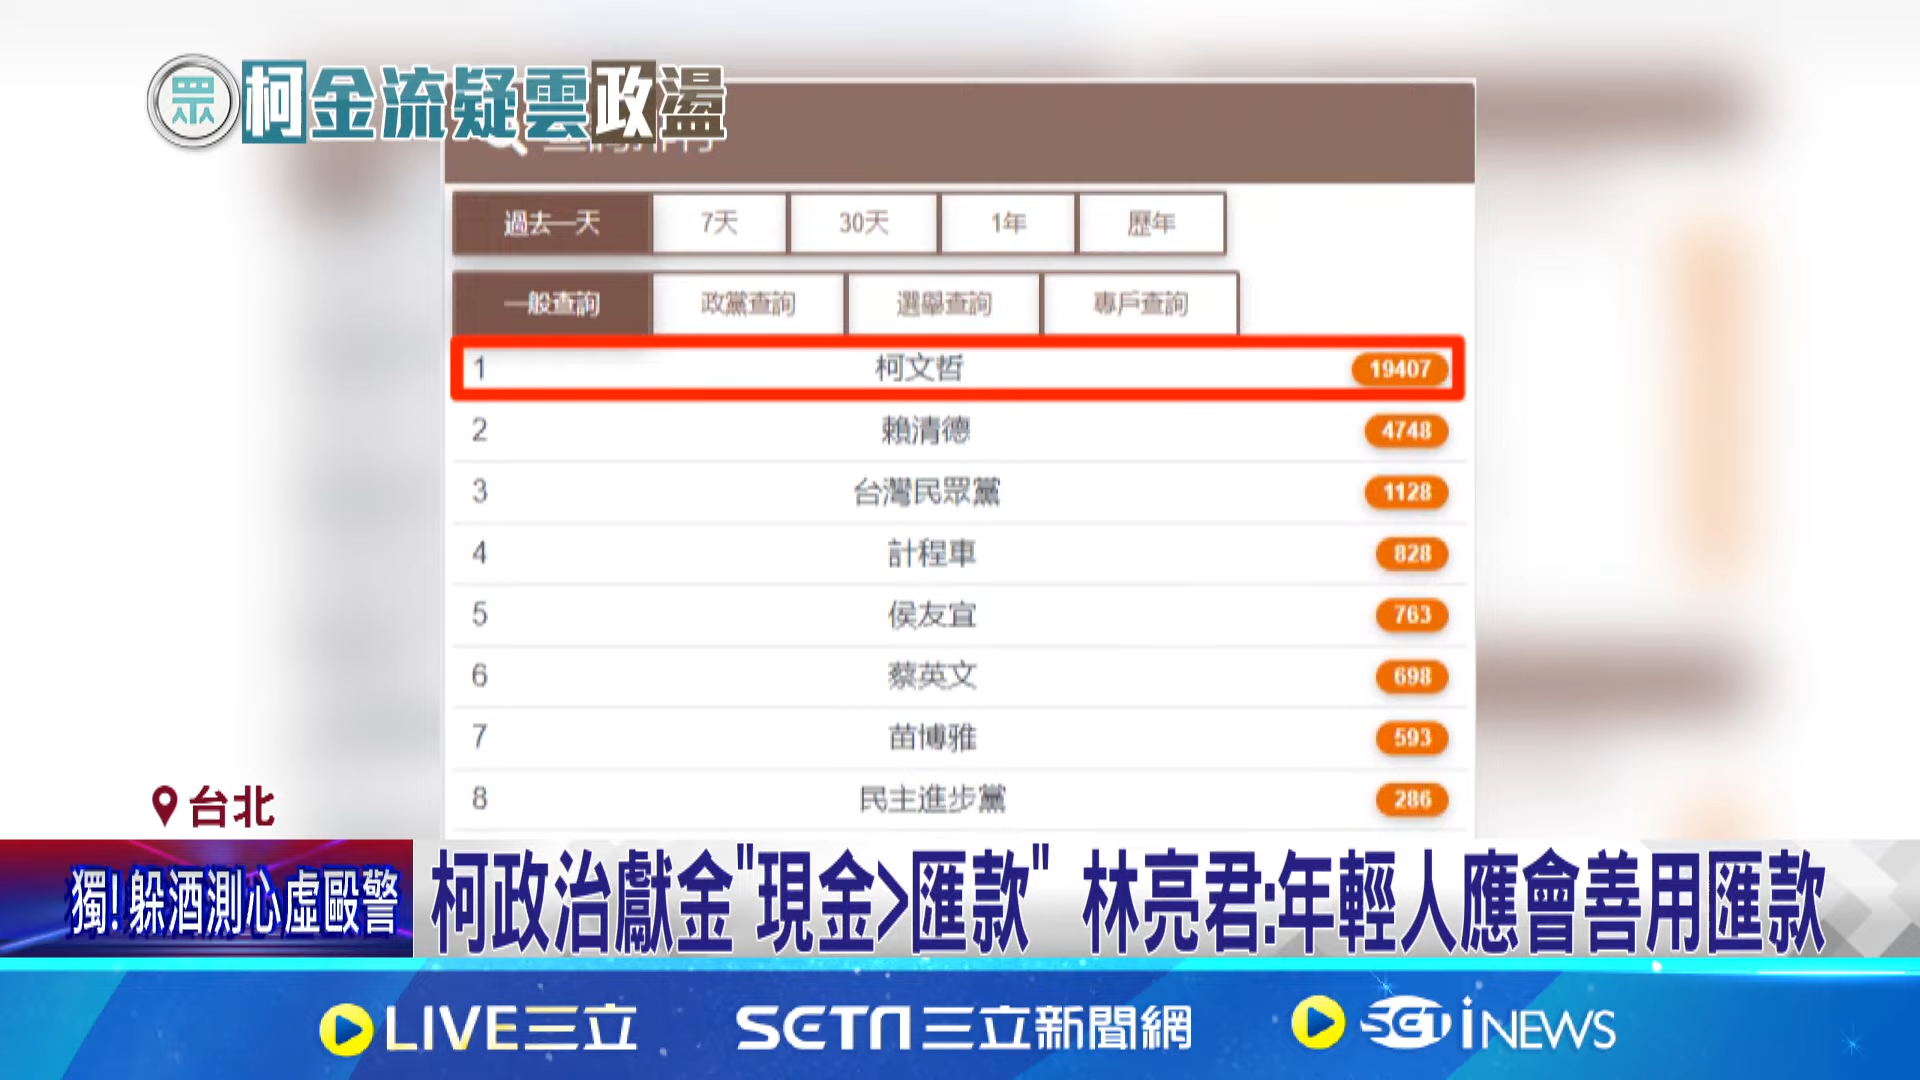 眾 柯金流疑雲政盪
過去一天 7天 30天 1年 歷年
一般查詢 政黨查詢 選舉查詢 專戶查詢
1 柯文哲 19407
2 賴清德 4748
3 台灣民眾黨 1128
4 計程車 828
5 侯友宜 763
6 蔡英文 698
7 苗博雅 593
8 民主進步黨 286
台北
獨!躲酒測心虛毆警
柯政治獻金"現金>匯款" 林亮君:年輕人應會善用匯款
LIVE三立 SETN三立新聞網 SET iNEWS